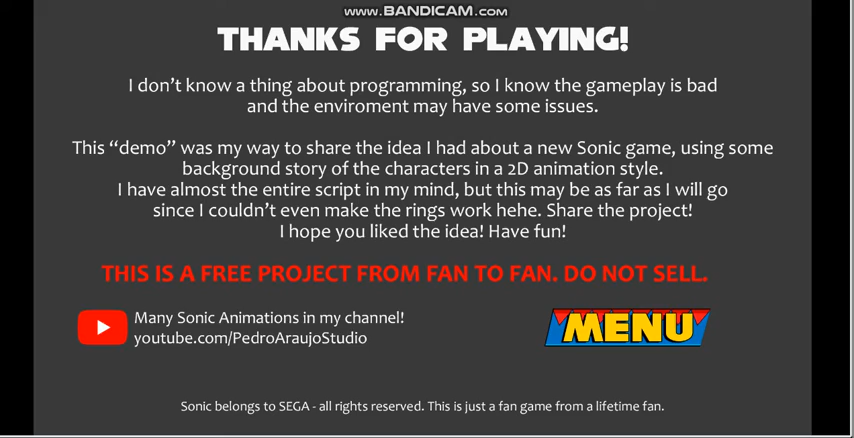 www.BANDICAM.com
THANKS FOR PLAYING!
I don't know a thing about programming, so I know the gameplay is bad
and the enviroment may have some issues.
This “demo” was my way to share the idea I had about a new Sonic game, using some
background story of the characters in a 2D animation style.
I have almost the entire script in my mind, but this may be as far as I will go
since I couldn't even make the rings work hehe. Share the project!
I hope you liked the idea! Have fun!
THIS IS A FREE PROJECT FROM FAN TO FAN. DO NOT SELL.
Many Sonic Animations in my channel!
youtube.com/PedroAraujoStudio
MENU
Sonic belongs to SEGA - all rights reserved. This is just a fan game from a lifetime fan.